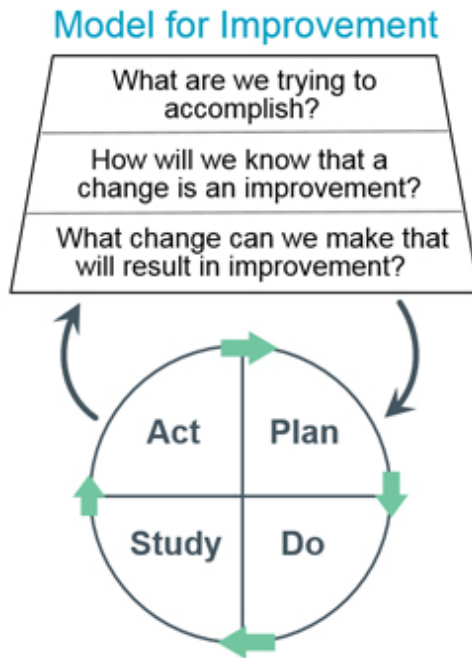 Model for Improvement
What are we trying to
accomplish?
How will we know that a
change is an improvement?
What change can we make that
will result in improvement?
Act
Plan
Study
Do